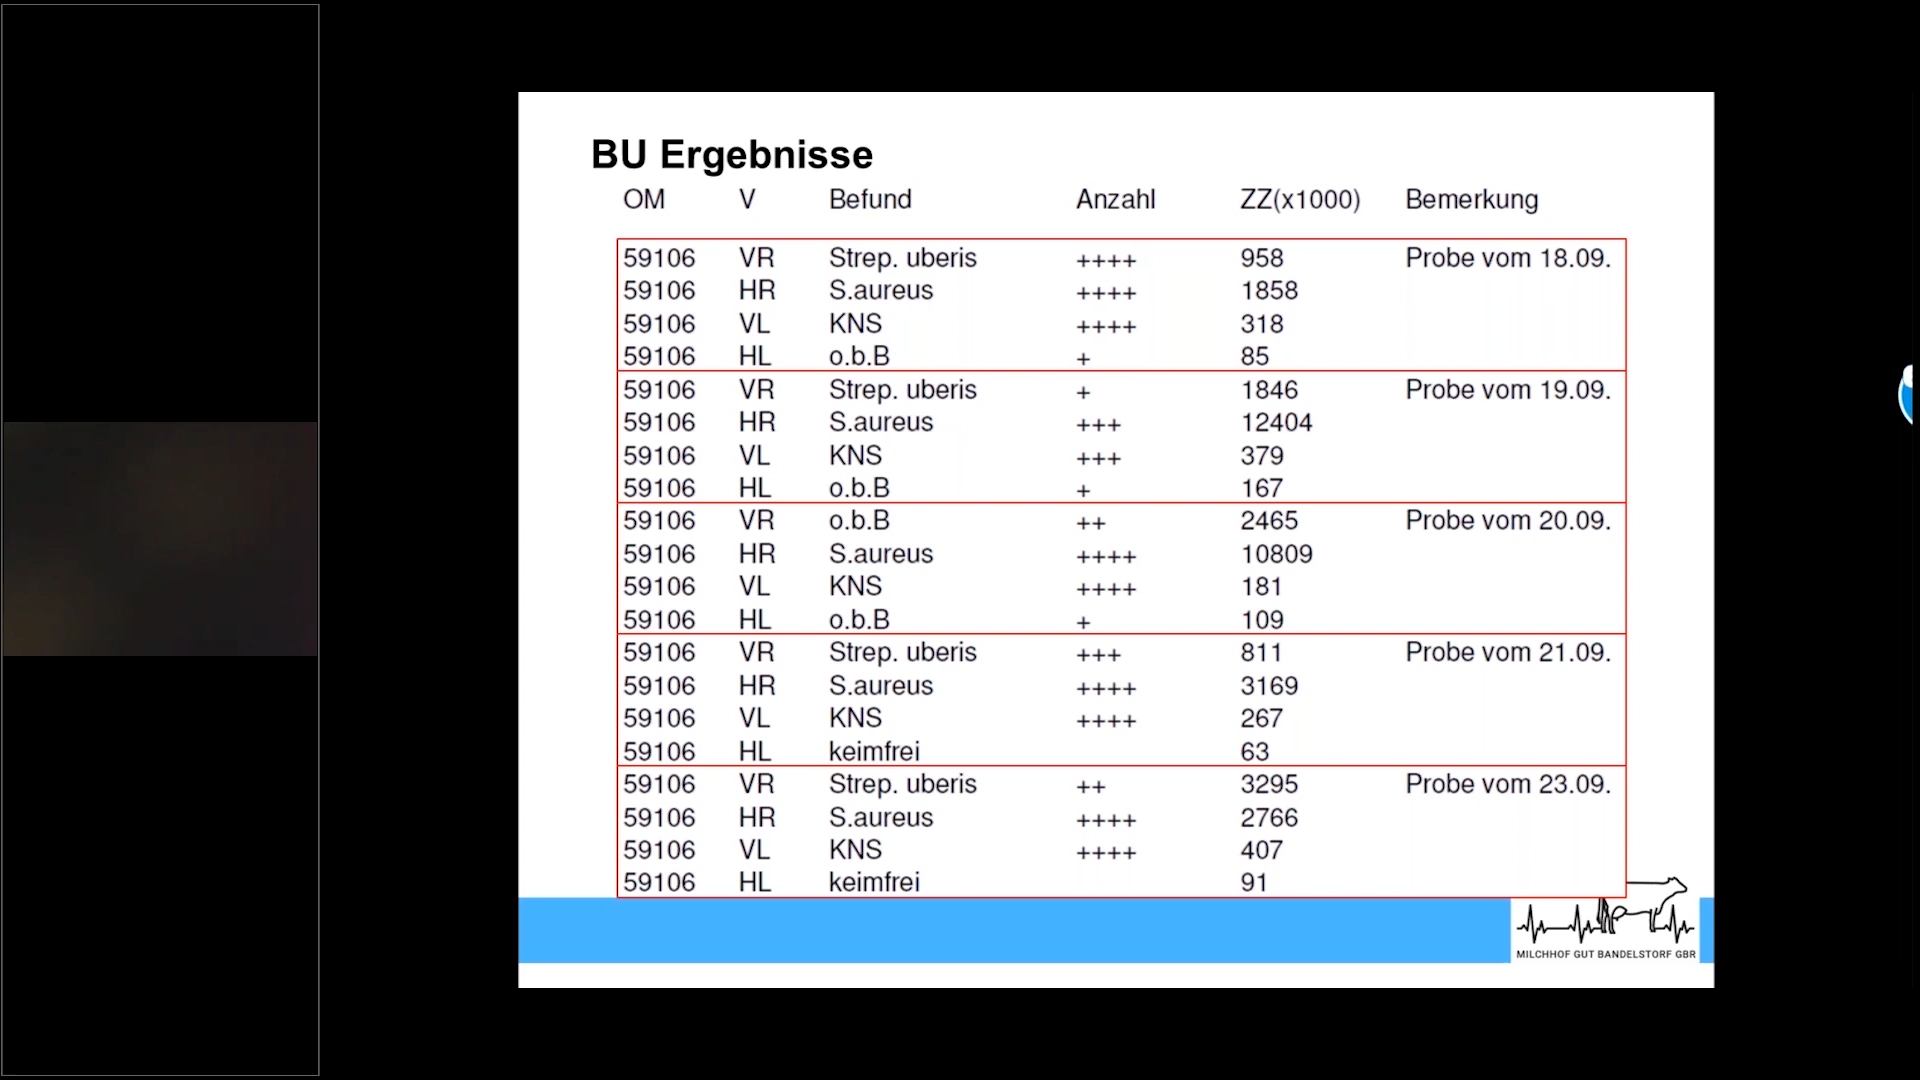 BU Ergebnisse
OM V Befund Anzahl ZZ(x1000) Bemerkung
59106 VR Strep. uberis ++++ 958 Probe vom 18.09.
59106 HR S.aureus ++++ 1858
59106 VL KNS ++++ 318
59106 HL o.b.B + 85
59106 VR Strep. uberis + 1846 Probe vom 19.09.
59106 HR S.aureus +++ 12404
59106 VL KNS +++ 379
59106 HL o.b.B + 167
59106 VR o.b.B ++ 2465 Probe vom 20.09.
59106 HR S.aureus ++++ 10809
59106 VL KNS ++++ 181
59106 HL o.b.B + 109
59106 VR Strep. uberis +++ 811 Probe vom 21.09.
59106 HR S.aureus ++++ 3169
59106 VL KNS ++++ 267
59106 HL keimfrei 63
59106 VR Strep. uberis ++ 3295 Probe vom 23.09.
59106 HR S.aureus ++++ 2766
59106 VL KNS ++++ 407
59106 HL keimfrei 91
MILCHHOF GUT BANDELSTORF GBR